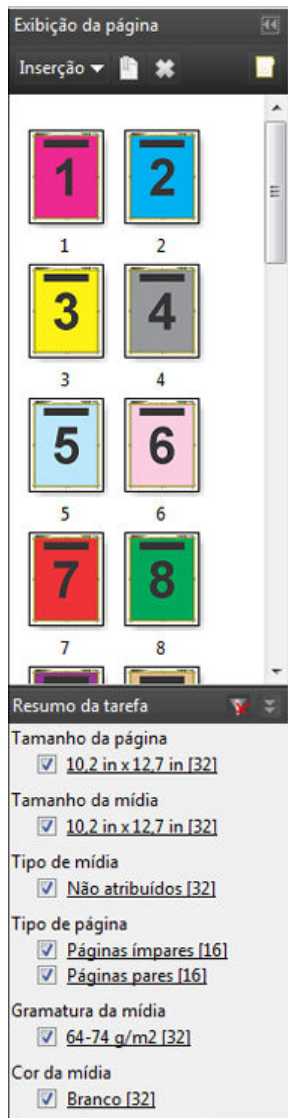 Exibição da página
Inserção
1 2
1 2
3 4
3 4
5 6
5 6
7 8
7 8
Resumo da tarefa
Tamanho da página
10,2 in x 12,7 in [32]
Tamanho da mídia
10,2 in x 12,7 in [32]
Tipo de mídia
Não atribuídos [32]
Tipo de página
Páginas ímpares [16]
Páginas pares [16]
Gramatura da mídia
64-74 g/m2 [32]
Cor da mídia
Branco [32]